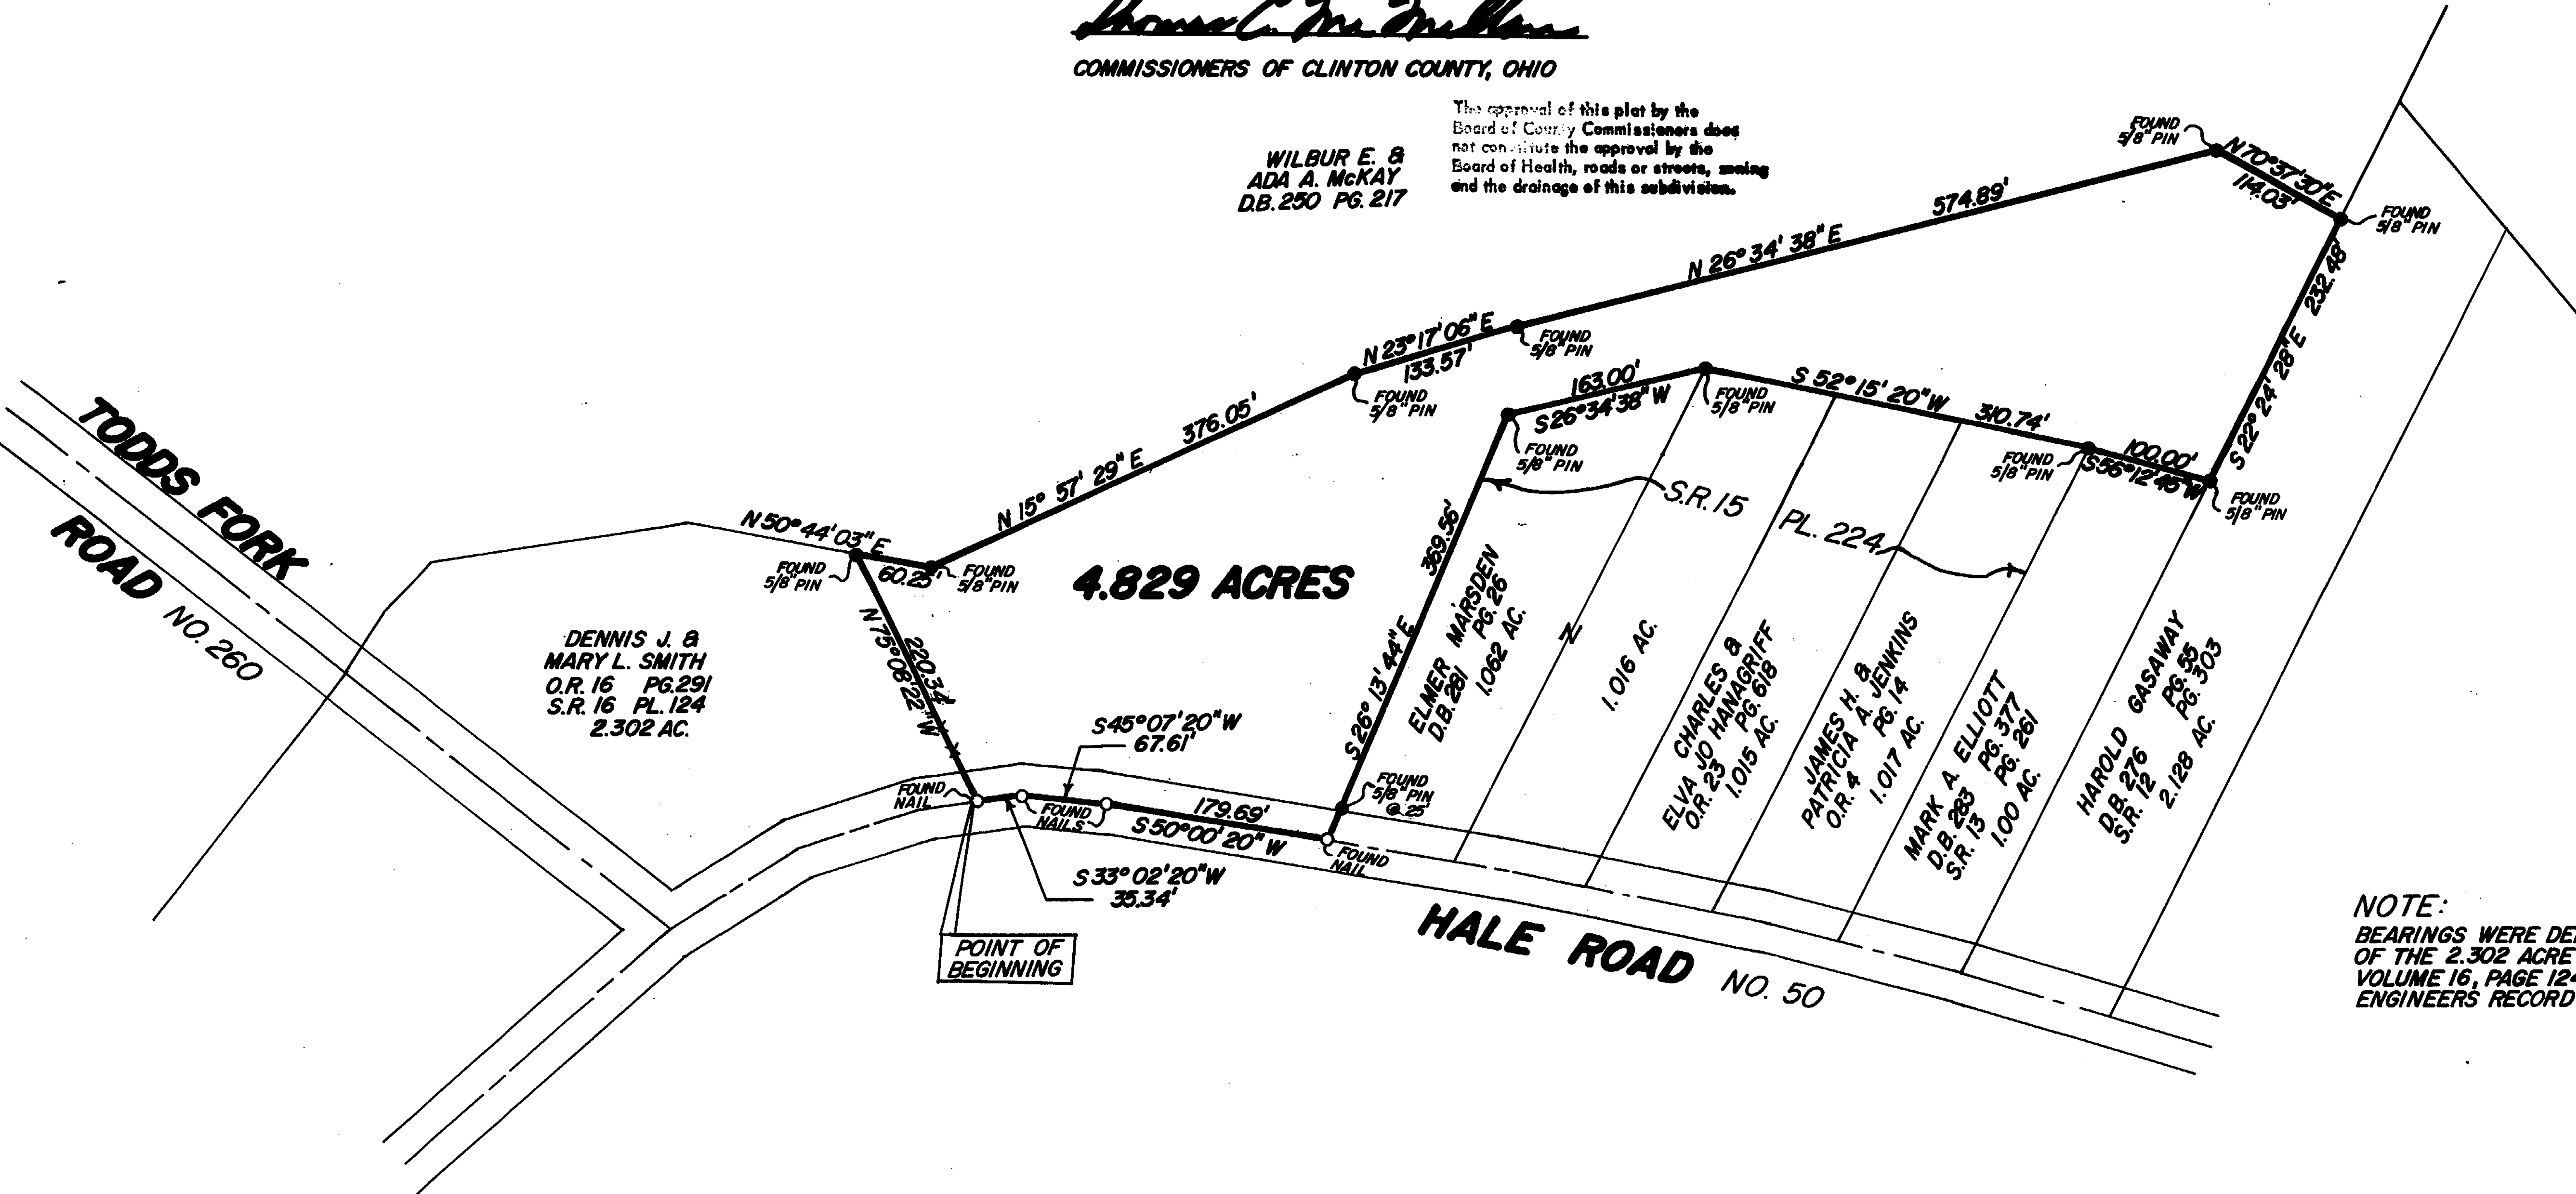 Thomas C. McMillan
COMMISSIONERS OF CLINTON COUNTY, OHIO
The approval of this plat by the
Board of County Commissioners does
not constitute the approval by the
Board of Health, roads or streets, zoning
and the drainage of this subdivision.
WILBUR E. &
ADA A. McKAY
D.B. 250 PG. 217
FOUND
5/8" PIN
N 70° 37' 30" E
114.03'
FOUND
5/8" PIN
574.89'
N 26° 34' 38" E
S 22° 24' 28" E 232.48'
N 23° 17' 06" E
133.57'
FOUND
5/8" PIN
FOUND
5/8" PIN
163.00'
S 26° 34' 38" W
FOUND
5/8" PIN
S 52° 15' 20" W 310.74'
FOUND
5/8" PIN
100.00'
S 56° 12' 45" W
FOUND
5/8" PIN
FOUND
5/8" PIN
N 15° 57' 29" E 376.05'
TODDS FORK
ROAD NO. 260
N 50° 44' 03" E
60.25'
FOUND
5/8" PIN
FOUND
5/8" PIN
4.829 ACRES
S.R. 15
PL. 224
DENNIS J. &
MARY L. SMITH
O.R. 16 PG. 291
S.R. 16 PL. 124
2.302 AC.
220.34'
N 75° 08' 22" W
S 26° 13' 44" E 369.56'
ELMER MARSDEN
D.B. 281 PG. 26
1.062 AC.
Z
1.016 AC.
CHARLES &
ELVA JO HANAGRIFF
O.R. 23 PG. 618
1.015 AC.
JAMES H. &
PATRICIA A. JENKINS
O.R. 4 PG. 14
1.017 AC.
MARK A. ELLIOTT
D.B. 283 PG. 377
S.R. 13 PG. 261
1.00 AC.
HAROLD GASAWAY
D.B. 276 PG. 55
S.R. 12 PG. 303
2.128 AC.
S 45° 07' 20" W
67.61'
FOUND
NAIL
FOUND
NAILS
179.69'
S 50° 00' 20" W
FOUND
5/8" PIN
@ 25'
FOUND
NAIL
S 33° 02' 20" W
35.34'
POINT OF
BEGINNING
HALE ROAD NO. 50
NOTE:
BEARINGS WERE DE
OF THE 2.302 ACRE
VOLUME 16, PAGE 124
ENGINEERS RECORD